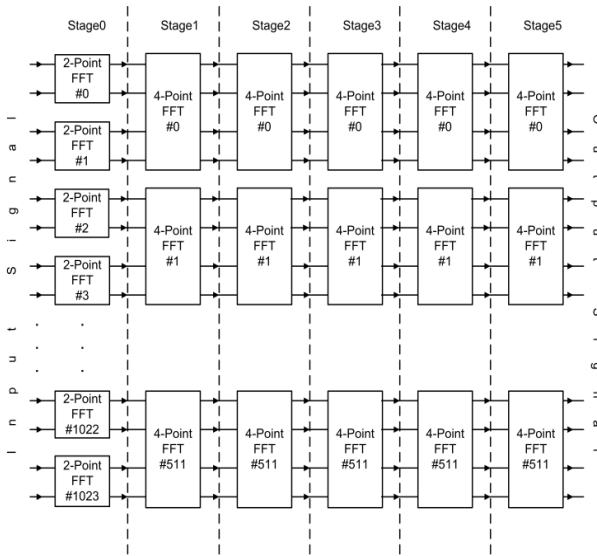 Stage0 Stage1 Stage2 Stage3 Stage4 Stage5
2-Point
FFT
#0
2-Point
FFT
#1
2-Point
FFT
#2
2-Point
FFT
#3
. .
. .
. .
2-Point
FFT
#1022
2-Point
FFT
#1023
4-Point
FFT
#0
4-Point
FFT
#1
4-Point
FFT
#511
4-Point
FFT
#0
4-Point
FFT
#1
4-Point
FFT
#511
4-Point
FFT
#0
4-Point
FFT
#1
4-Point
FFT
#511
4-Point
FFT
#0
4-Point
FFT
#1
4-Point
FFT
#511
4-Point
FFT
#0
4-Point
FFT
#1
4-Point
FFT
#511
Input Signal
Output Signal